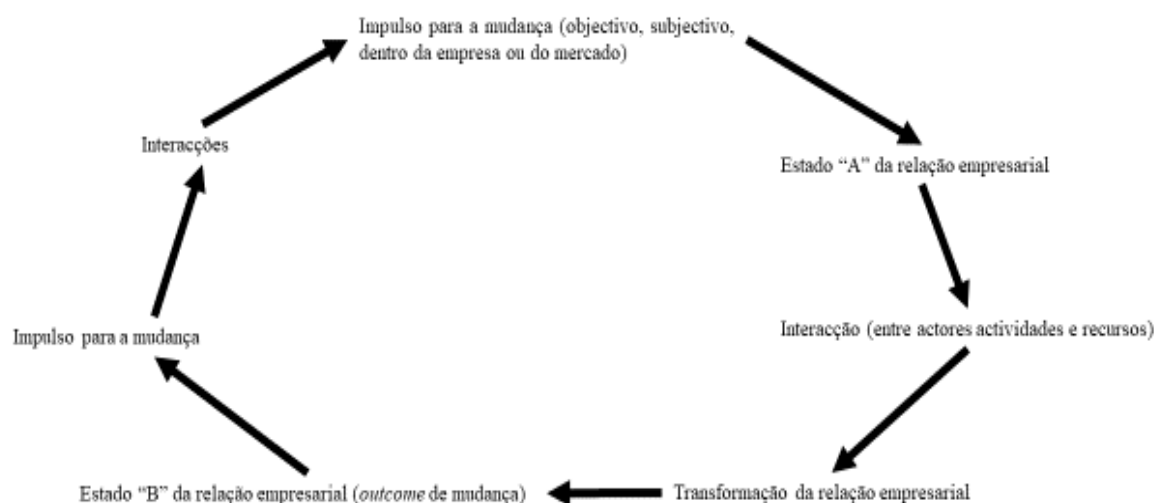 Impulso para a mudança (objectivo, subjectivo,
dentro da empresa ou do mercado)
Interacções
Estado “A” da relação empresarial
Impulso para a mudança
Interacção (entre actores actividades e recursos)
Estado “B” da relação empresarial (outcome de mudança)
Transformação da relação empresarial